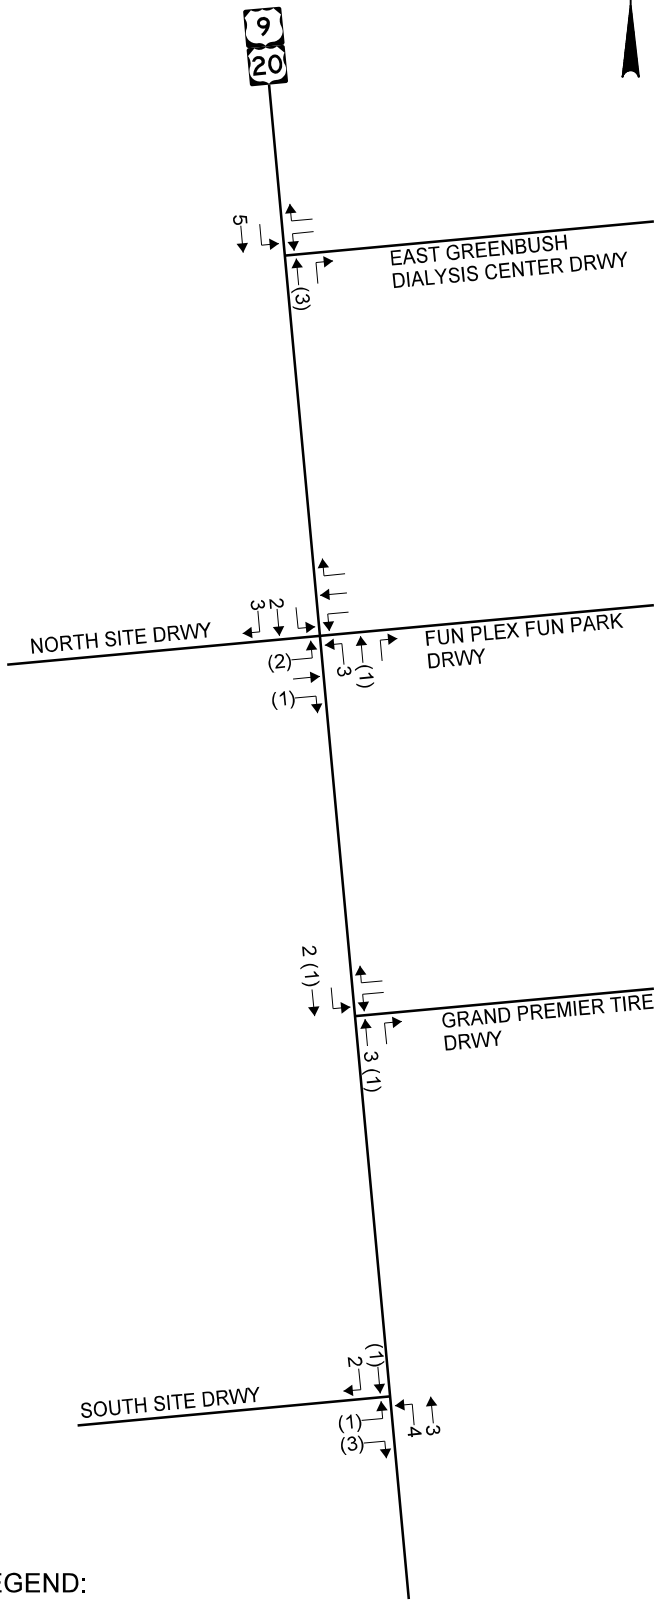 9
20
5
EAST GREENBUSH
DIALYSIS CENTER DRWY
(3)
3
2
NORTH SITE DRWY
FUN PLEX FUN PARK
DRWY
(2)
3
(1)
(1)
2 (1)
GRAND PREMIER TIRE
DRWY
3 (1)
2
(1)
SOUTH SITE DRWY
(1)
4
3
(3)
EGEND: